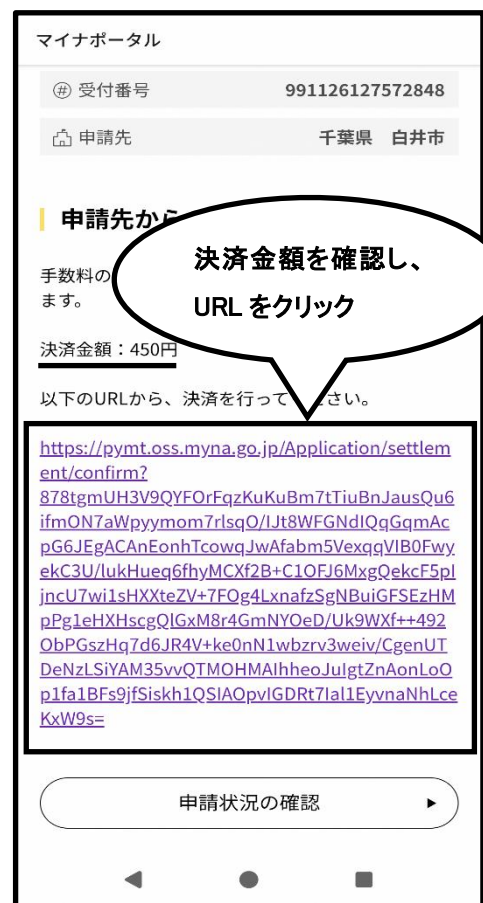 マイナポータル
受付番号 991126127572848
申請先 千葉県 白井市
申請先から
決済金額を確認し、
URLをクリック
手数料の
ます。
決済金額：450円
以下のURLから、決済を行って さい。
https://pymt.oss.myna.go.jp/Application/settlem
ent/confirm?
878tgmUH3V9QYFOrFqzKuKuBm7tTiuBnJausQu6
ifmON7aWpyymom7rlsqO/IJt8WFGNdIQqGqmAc
pG6JEgACAnEonhTcowqJwAfabm5VexqqVIB0Fwy
ekC3U/lukHueq6fhyMCXf2B+C1OFJ6MxgQekcF5pI
jncU7wi1sHXXteZV+7FOg4LxnafzSgNBuiGFSEzHM
pPg1eHXHscgQlGxM8r4GmNYOeD/Uk9WXf++492
ObPGszHq7d6JR4V+ke0nN1wbzrv3weiv/CgenUT
DeNzLSiYAM35vvQTMOHMAIhheoJuIgtZnAonLoO
p1fa1BFs9jfSiskh1QSIAOpvIGDRt7Ial1EyvnaNhLce
KxW9s=
申請状況の確認